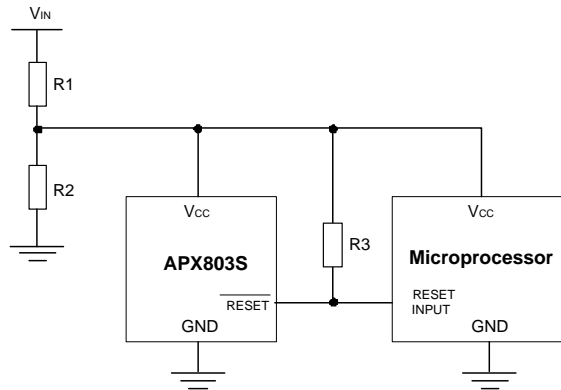 VIN
R1
R2
VCC
APX803S
RESET
GND
R3
VCC
Microprocessor
RESET
INPUT
GND